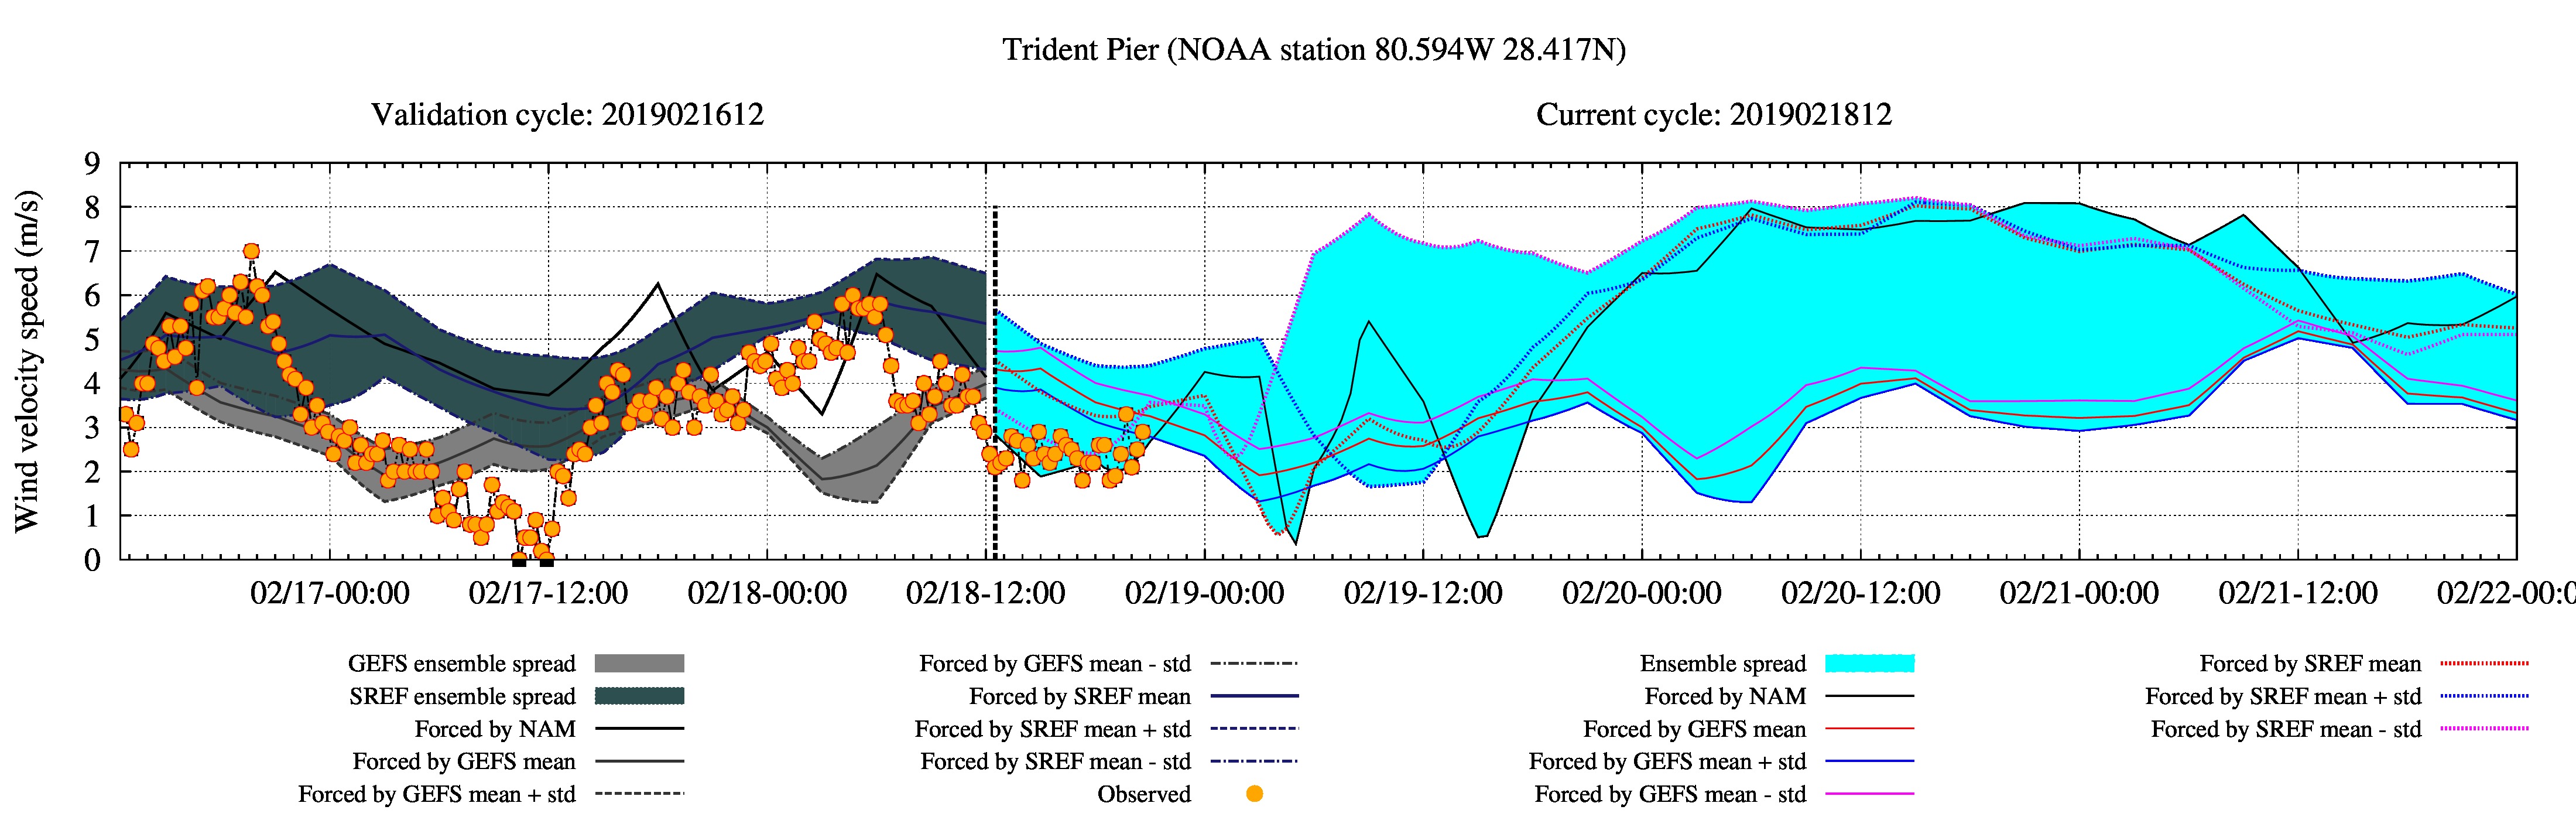 Trident Pier (NOAA station 80.594W 28.417N)
Validation cycle: 2019021612
Current cycle: 2019021812
Wind velocity speed (m/s)
9
8
7
6
5
4
3
2
1
0
02/17-00:00 02/17-12:00 02/18-00:00 02/18-12:00 02/19-00:00 02/19-12:00 02/20-00:00 02/20-12:00 02/21-00:00 02/21-12:00 02/22-00:0
GEFS ensemble spread
SREF ensemble spread
Forced by NAM
Forced by GEFS mean
Forced by GEFS mean + std
Forced by GEFS mean - std
Forced by SREF mean
Forced by SREF mean + std
Forced by SREF mean - std
Observed
Ensemble spread
Forced by NAM
Forced by GEFS mean
Forced by GEFS mean + std
Forced by GEFS mean - std
Forced by SREF mean
Forced by SREF mean + std
Forced by SREF mean - std